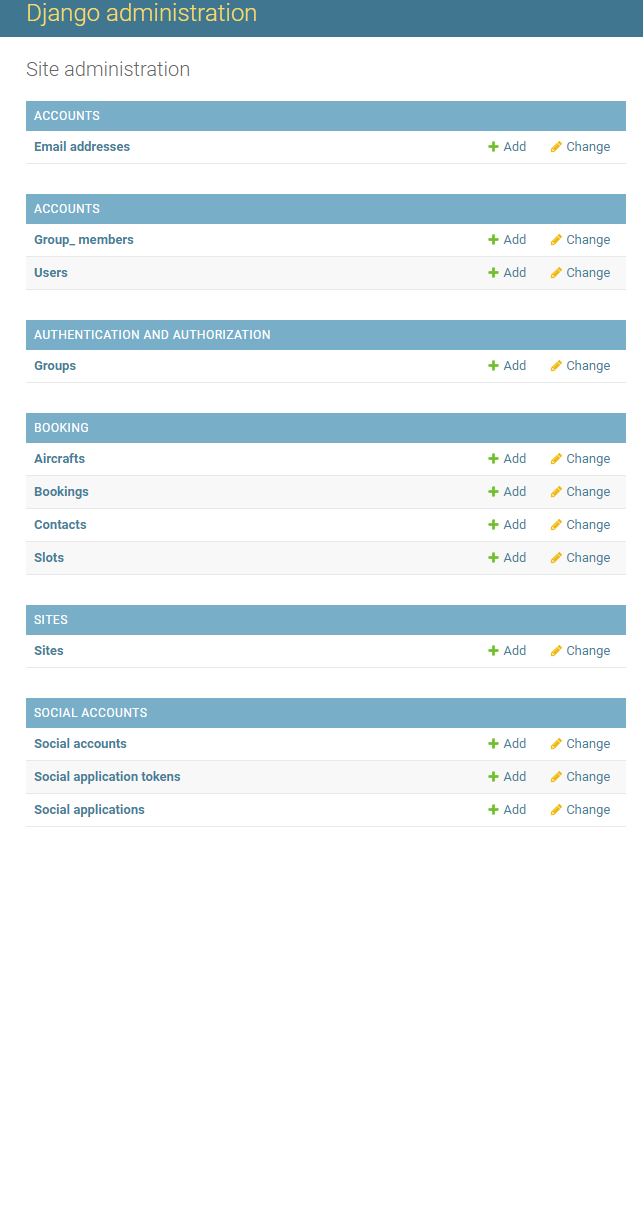 Django administration
Site administration
ACCOUNTS
Email addresses Add Change
ACCOUNTS
Group_ members Add Change
Users Add Change
AUTHENTICATION AND AUTHORIZATION
Groups Add Change
BOOKING
Aircrafts Add Change
Bookings Add Change
Contacts Add Change
Slots Add Change
SITES
Sites Add Change
SOCIAL ACCOUNTS
Social accounts Add Change
Social application tokens Add Change
Social applications Add Change